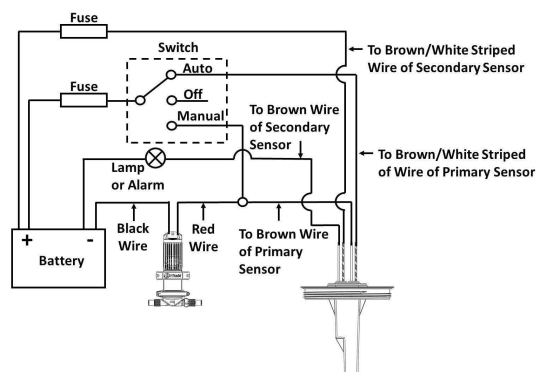 Fuse
Switch
To Brown/White Striped
Wire of Secondary Sensor
Auto
Fuse
Off
Manual
To Brown Wire
of Secondary
Sensor
To Brown/White Striped
of Wire of Primary Sensor
Lamp
or Alarm
Black
Wire
Red
Wire
To Brown Wire
of Primary
Sensor
+ -
Battery